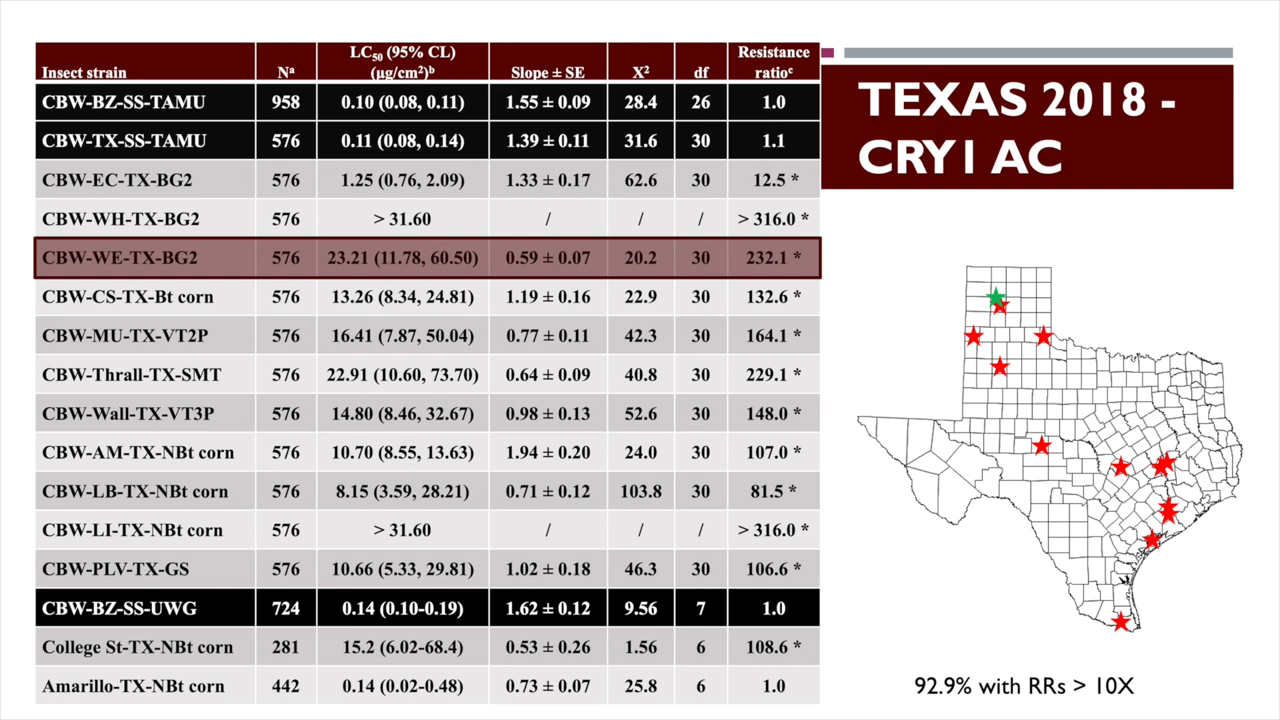 Insect strain Nᵃ LC₅₀ (95% CL) (µg/cm²)ᵇ Slope ± SE X² df Resistance ratioᶜ
CBW-BZ-SS-TAMU 958 0.10 (0.08, 0.11) 1.55 ± 0.09 28.4 26 1.0
CBW-TX-SS-TAMU 576 0.11 (0.08, 0.14) 1.39 ± 0.11 31.6 30 1.1
CBW-EC-TX-BG2 576 1.25 (0.76, 2.09) 1.33 ± 0.17 62.6 30 12.5 *
CBW-WH-TX-BG2 576 > 31.60 / / / > 316.0 *
CBW-WE-TX-BG2 576 23.21 (11.78, 60.50) 0.59 ± 0.07 20.2 30 232.1 *
CBW-CS-TX-Bt corn 576 13.26 (8.34, 24.81) 1.19 ± 0.16 22.9 30 132.6 *
CBW-MU-TX-VT2P 576 16.41 (7.87, 50.04) 0.77 ± 0.11 42.3 30 164.1 *
CBW-Thrall-TX-SMT 576 22.91 (10.60, 73.70) 0.64 ± 0.09 40.8 30 229.1 *
CBW-Wall-TX-VT3P 576 14.80 (8.46, 32.67) 0.98 ± 0.13 52.6 30 148.0 *
CBW-AM-TX-NBt corn 576 10.70 (8.55, 13.63) 1.94 ± 0.20 24.0 30 107.0 *
CBW-LB-TX-NBt corn 576 8.15 (3.59, 28.21) 0.71 ± 0.12 103.8 30 81.5 *
CBW-LI-TX-NBt corn 576 > 31.60 / / / > 316.0 *
CBW-PLV-TX-GS 576 10.66 (5.33, 29.81) 1.02 ± 0.18 46.3 30 106.6 *
CBW-BZ-SS-UWG 724 0.14 (0.10-0.19) 1.62 ± 0.12 9.56 7 1.0
College St-TX-NBt corn 281 15.2 (6.02-68.4) 0.53 ± 0.26 1.56 6 108.6 *
Amarillo-TX-NBt corn 442 0.14 (0.02-0.48) 0.73 ± 0.07 25.8 6 1.0
TEXAS 2018 -
CRY1AC
92.9% with RRs > 10X